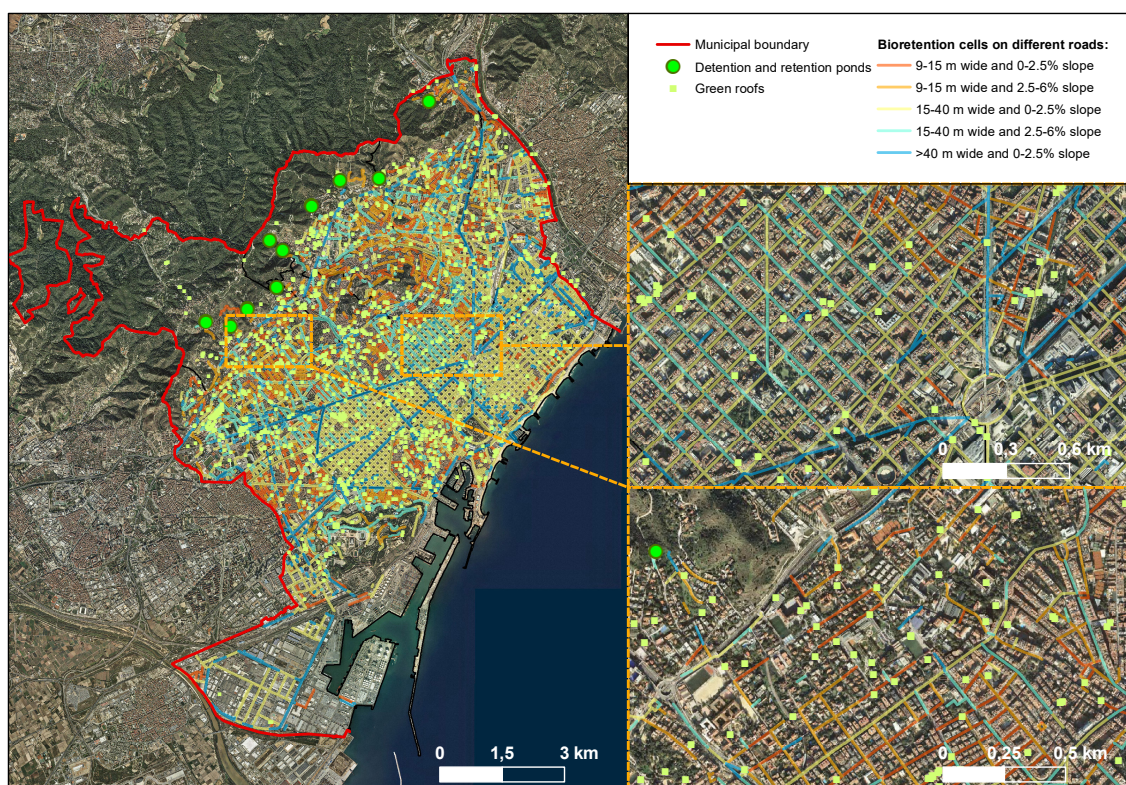 Municipal boundary
Detention and retention ponds
Green roofs
Bioretention cells on different roads:
9-15 m wide and 0-2.5% slope
9-15 m wide and 2.5-6% slope
15-40 m wide and 0-2.5% slope
15-40 m wide and 2.5-6% slope
>40 m wide and 0-2.5% slope
0 0,3 0,6 km
0 1,5 3 km
0 0,25 0,5 km